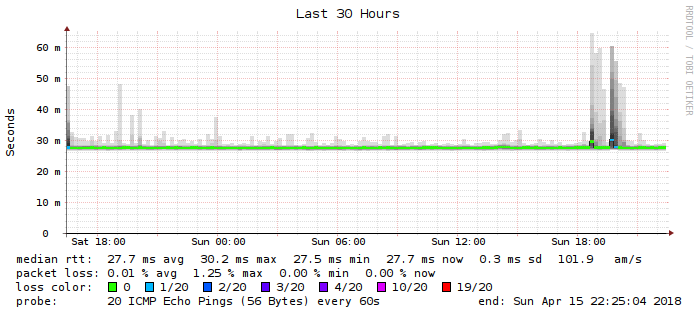 Last 30 Hours
RRDTOOL / TOBI OETIKER
Seconds
60 m
50 m
40 m
30 m
20 m
10 m
0
Sat 18:00 Sun 00:00 Sun 06:00 Sun 12:00 Sun 18:00
median rtt: 27.7 ms avg 30.2 ms max 27.5 ms min 27.7 ms now 0.3 ms sd 101.9 am/s
packet loss: 0.01 % avg 1.25 % max 0.00 % min 0.00 % now
loss color: 0 1/20 2/20 3/20 4/20 10/20 19/20
probe: 20 ICMP Echo Pings (56 Bytes) every 60s end: Sun Apr 15 22:25:04 2018